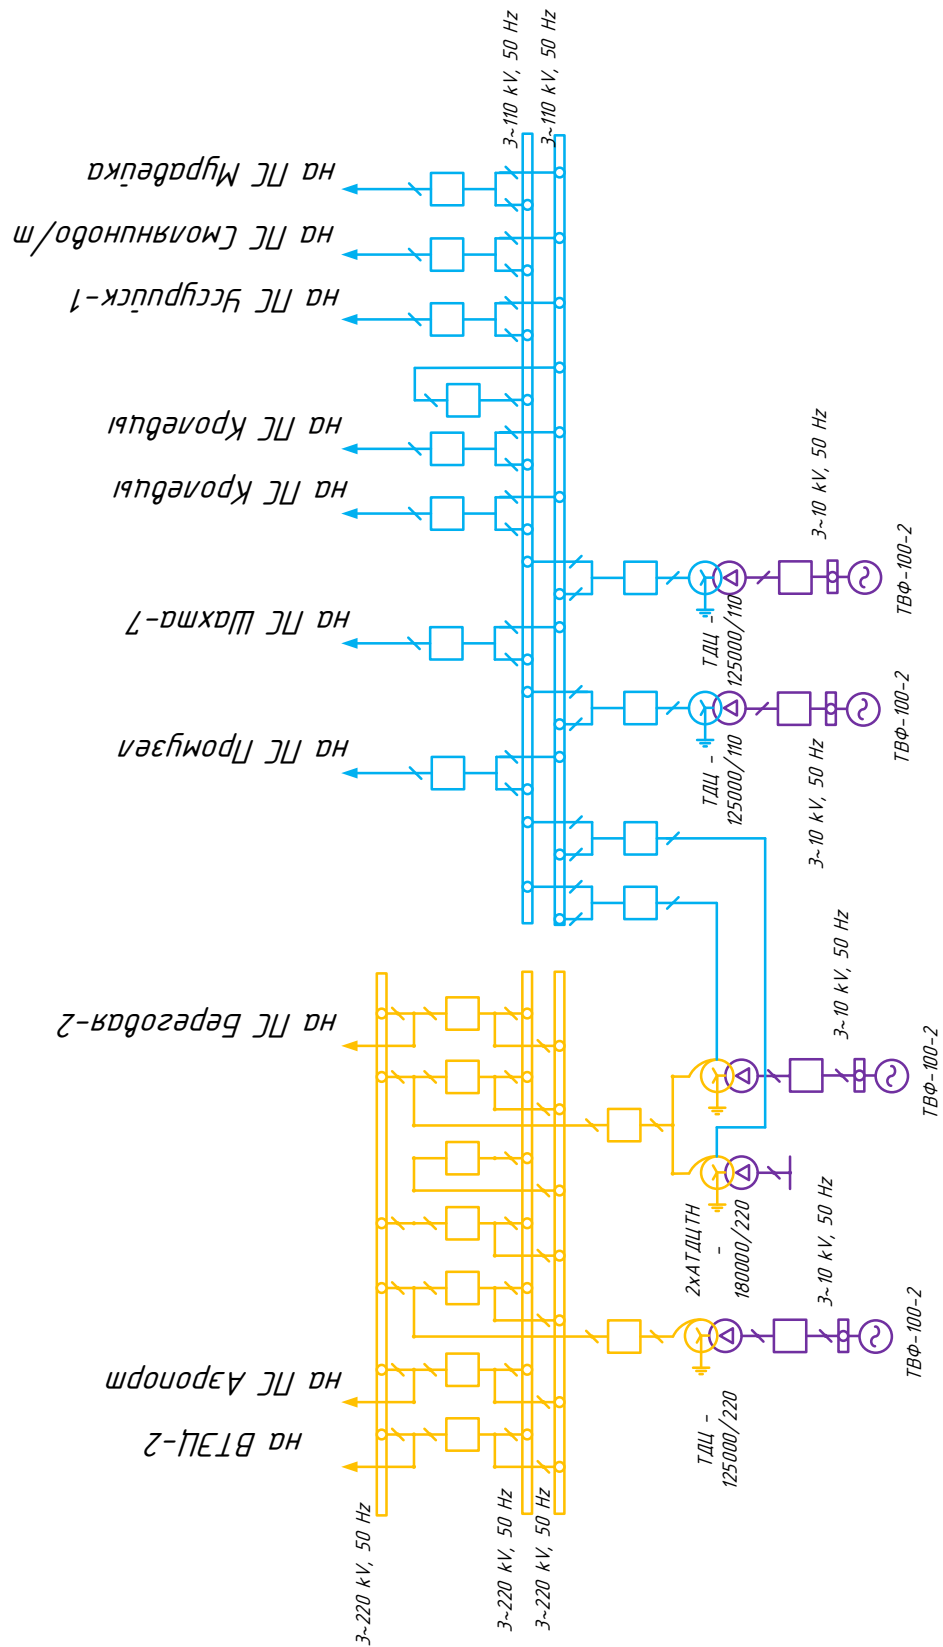 3~110 kV, 50 Hz
3~110 kV, 50 Hz
на ПС Муравейка
на ПС Смоляниново/т
на ПС Уссурийск-1
на ПС Кролевцы
на ПС Кролевцы
на ПС Шахта-7
на ПС Промузел
3~10 kV, 50 Hz
ТВФ-100-2
ТДЦ -
125000/110
ТВФ-100-2
ТДЦ -
125000/110
3~10 kV, 50 Hz
на ПС Береговая-2
3~10 kV, 50 Hz
ТВФ-100-2
2хАТДЦТН
-
180000/220
3~10 kV, 50 Hz
ТВФ-100-2
ТДЦ -
125000/220
на ПС Аэропорт
на ВТЭЦ-2
3~220 kV, 50 Hz
3~220 kV, 50 Hz
3~220 kV, 50 Hz